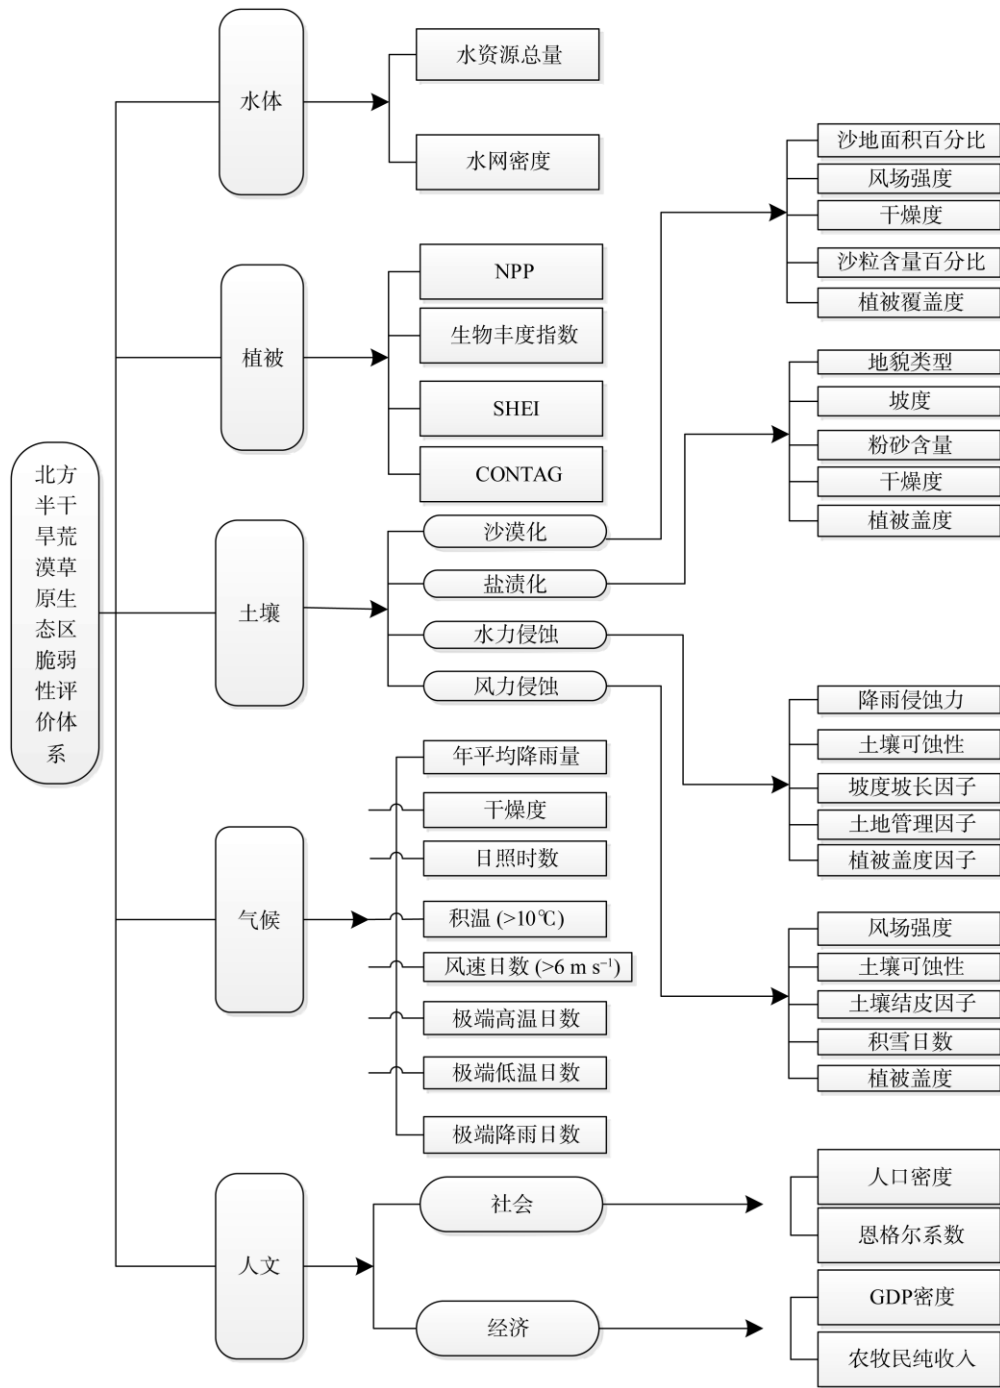 北方
半干
旱荒
漠草
原生
态区
脆弱
性评
价体
系
水体
水资源总量
水网密度
植被
NPP
生物丰度指数
SHEI
CONTAG
土壤
沙漠化
盐渍化
水力侵蚀
风力侵蚀
沙地面积百分比
风场强度
干燥度
沙粒含量百分比
植被覆盖度
地貌类型
坡度
粉砂含量
干燥度
植被盖度
降雨侵蚀力
土壤可蚀性
坡度坡长因子
土地管理因子
植被盖度因子
风场强度
土壤可蚀性
土壤结皮因子
积雪日数
植被盖度
气候
年平均降雨量
干燥度
日照时数
积温 (>10℃)
风速日数 (>6 m s⁻¹)
极端高温日数
极端低温日数
极端降雨日数
人文
社会
人口密度
恩格尔系数
经济
GDP密度
农牧民纯收入